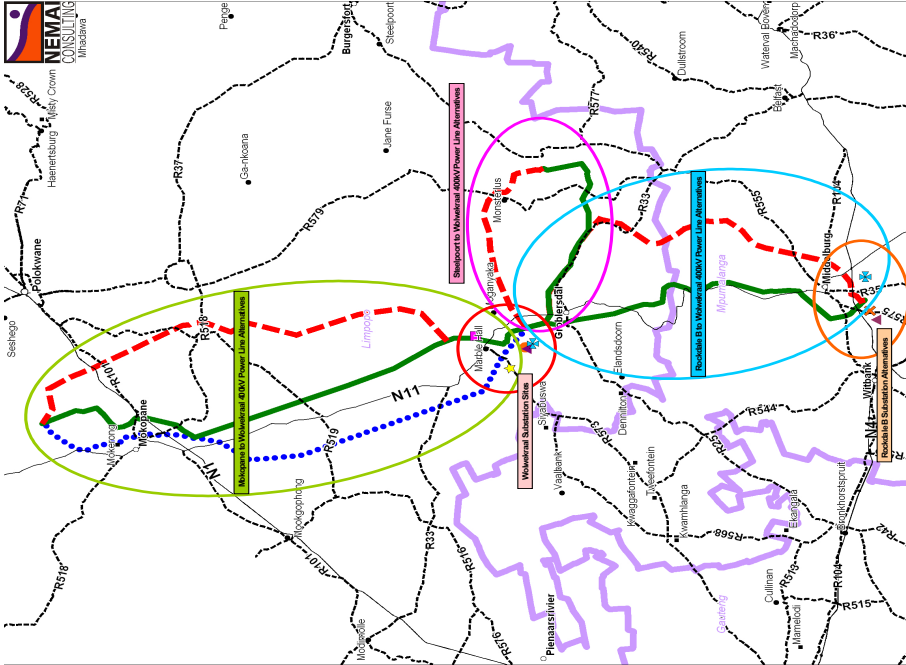 NEMAI
CONSULTING
Mhadawa
Penge
Burgersfort
Steelpoort
R36
Waterval Boven
Machadodorp
R540
Dullstroom
Belfast
R528
Misty Crown
Haenertsburg
R71
R37
Ga-nkoana
Jane Furse
R577
R579
Steelpoort to Wolwekraal 400kV Power Line Alternatives
Monsterlus
R33
R555
R104
Polokwane
Seshego
R101
R518
Limpopo
Mokopane to Wolwekraal 400kV Power Line Alternatives
Marble Hall
Groblersdal
Rockdale B to Wolwekraal 400kV Power Line Alternatives
Mpumalanga
Middelburg
R35
R575
Mokerong
Mokopane
N11
R519
N1
Wolwekraal Substation Sites
Siyabuswa
Elandsdoorn
Dennilton
R573
R25
R544
Witbank
N4
Rockdale B Substation Alternatives
Mookgophong
R101
R33
R516
Vaalbank
Kwaggafontein
Tweefontein
Kwamhlanga
R568
Ekangala
Bronkhorstspruit
R42
R518
Modimolle
R576
Pienaarsrivier
Gauteng
Cullinan
R513
Mamelodi
R104
R515